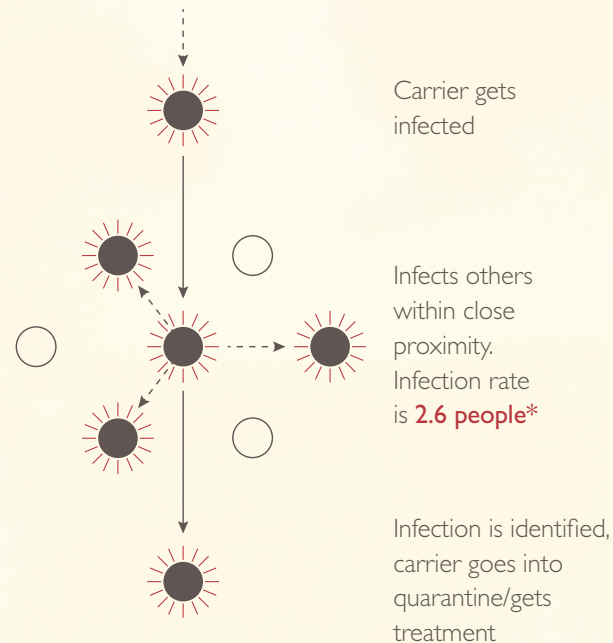 Carrier gets
infected
Infects others
within close
proximity.
Infection rate
is 2.6 people*
Infection is identified,
carrier goes into
quarantine/gets
treatment